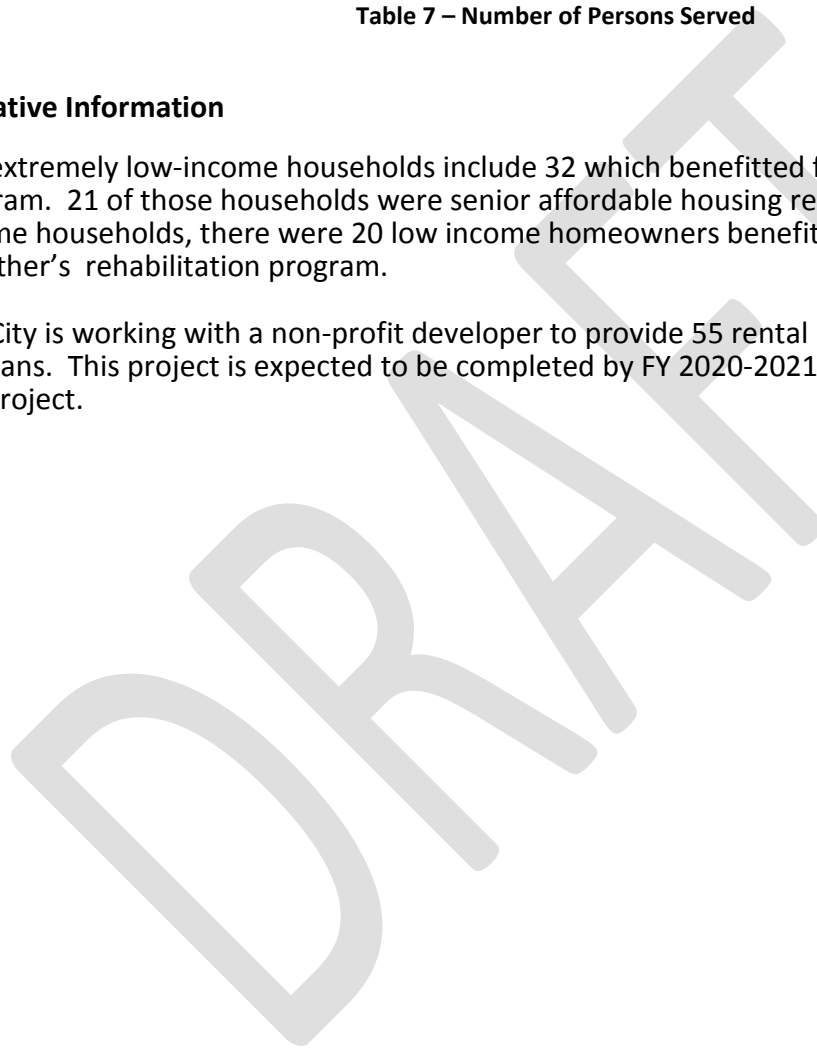 Table 7 – Number of Persons Served
ative Information
extremely low-income households include 32 which benefitted f
ram. 21 of those households were senior affordable housing re
me households, there were 20 low income homeowners benefit
ther's rehabilitation program.
City is working with a non-profit developer to provide 55 rental
ans. This project is expected to be completed by FY 2020-2021
roject.
DRAFT